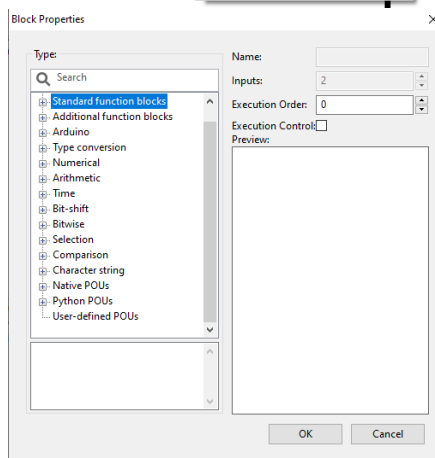 Block Properties
Type:
Search
Standard function blocks
Additional function blocks
Arduino
Type conversion
Numerical
Arithmetic
Time
Bit-shift
Bitwise
Selection
Comparison
Character string
Native POUs
Python POUs
User-defined POUs
Name:
Inputs: 2
Execution Order: 0
Execution Control:
Preview:
OK Cancel